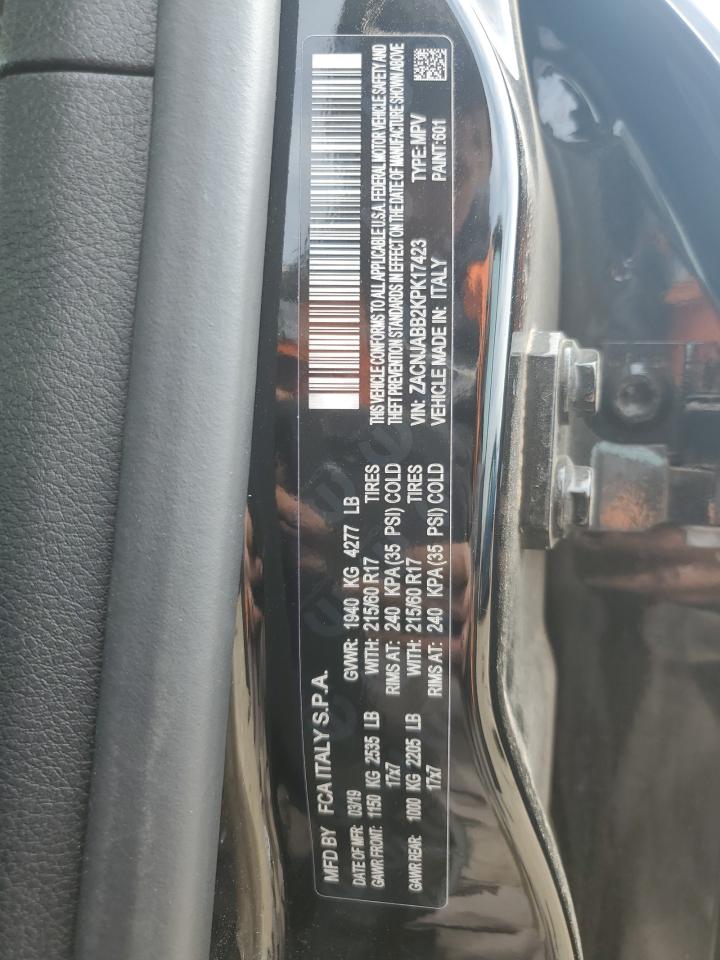 MFD BY FCA ITALY S.P.A.
DATE OF MFR: 03/19 GVWR: 1940 KG 4277 LB
GAWR FRONT: 1150 KG 2535 LB WITH: 215/60 R17 TIRES
17x7 RIMS AT: 240 KPA(35 PSI) COLD
GAWR REAR: 1000 KG 2205 LB WITH: 215/60 R17 TIRES
17x7 RIMS AT: 240 KPA(35 PSI) COLD
THIS VEHICLE CONFORMS TO ALL APPLICABLE U.S.A. FEDERAL MOTOR VEHICLE SAFETY AND
THEFT PREVENTION STANDARDS IN EFFECT ON THE DATE OF MANUFACTURE SHOWN ABOVE
VIN: ZACNJABB2KPK17423 TYPE:MPV
VEHICLE MADE IN: ITALY PAINT:601